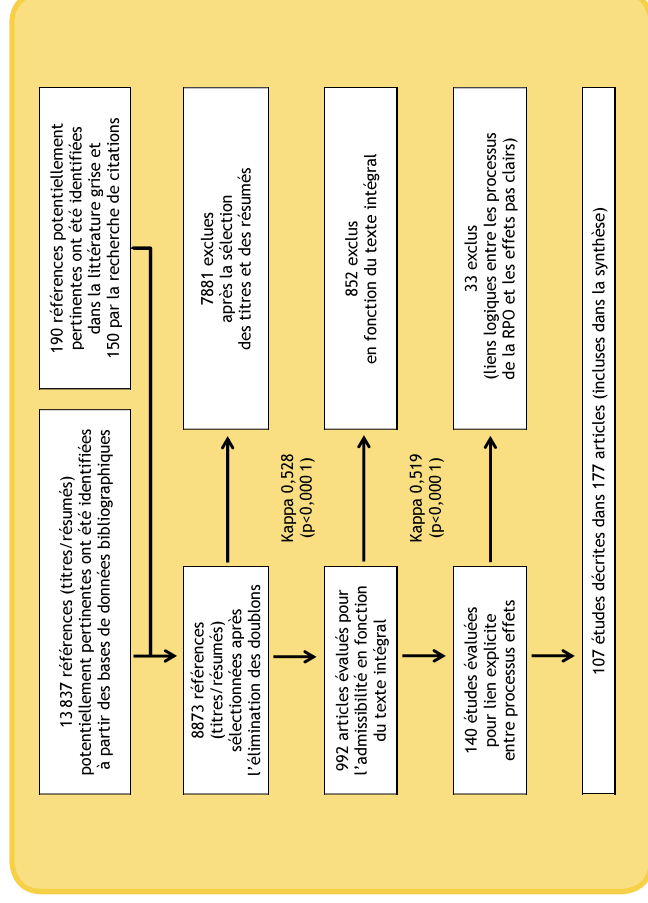 13 837 références (titres/résumés)
potentiellement pertinentes ont été identifiées
à partir des bases de données bibliographiques
190 références potentiellement
pertinentes ont été identifiées
dans la littérature grise et
150 par la recherche de citations
8873 références
(titres/résumés)
sélectionnées après
l’élimination des doublons
7881 exclues
après la sélection
des titres et des résumés
Kappa 0,528
(p<0,000 1)
992 articles évalués pour
l’admissibilité en fonction
du texte intégral
852 exclus
en fonction du texte intégral
Kappa 0,519
(p<0,000 1)
140 études évaluées
pour lien explicite
entre processus effets
33 exclus
(liens logiques entre les processus
de la RPO et les effets pas clairs)
107 études décrites dans 177 articles (incluses dans la synthèse)